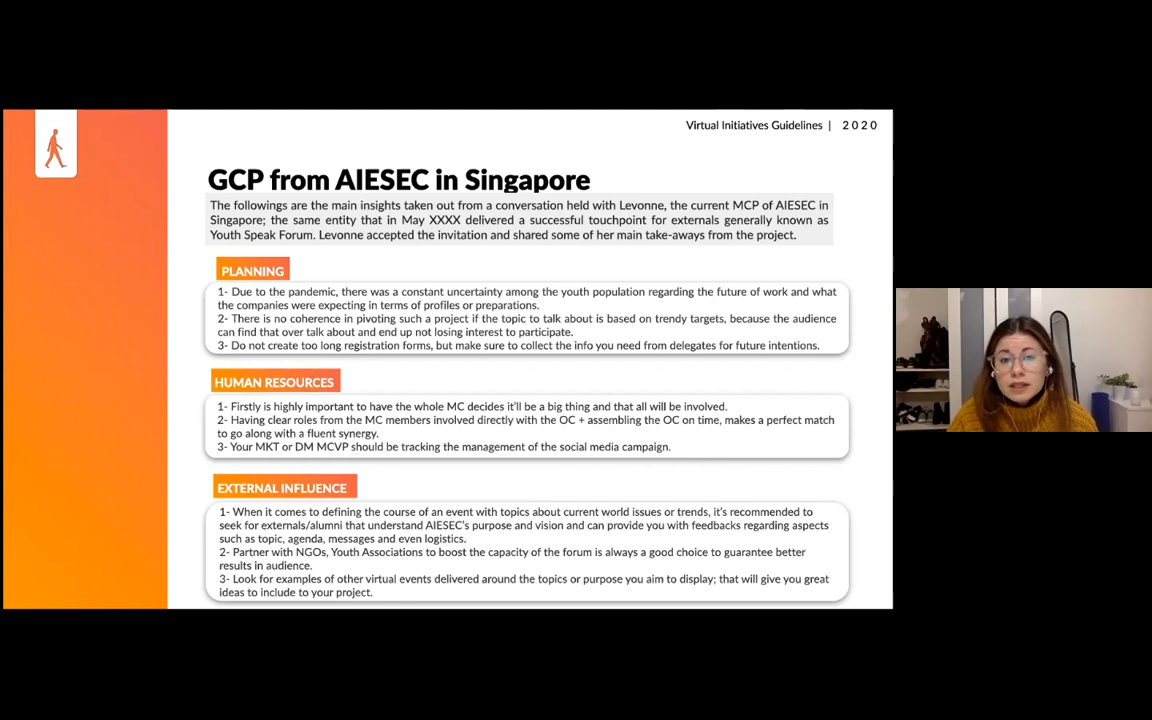 Virtual Initiatives Guidelines | 2020
GCP from AIESEC in Singapore
The followings are the main insights taken out from a conversation held with Levonne, the current MCP of AIESEC in
Singapore; the same entity that in May XXXX delivered a successful touchpoint for externals generally known as
Youth Speak Forum. Levonne accepted the invitation and shared some of her main take-aways from the project.
PLANNING
1- Due to the pandemic, there was a constant uncertainty among the youth population regarding the future of work and what
the companies were expecting in terms of profiles or preparations.
2- There is no coherence in pivoting such a project if the topic to talk about is based on trendy targets, because the audience
can find that over talk about and end up not losing interest to participate.
3- Do not create too long registration forms, but make sure to collect the info you need from delegates for future intentions.
HUMAN RESOURCES
1- Firstly is highly important to have the whole MC decides it'll be a big thing and that all will be involved.
2- Having clear roles from the MC members involved directly with the OC + assembling the OC on time, makes a perfect match
to go along with a fluent synergy.
3- Your MKT or DM MCVP should be tracking the management of the social media campaign.
EXTERNAL INFLUENCE
1- When it comes to defining the course of an event with topics about current world issues or trends, it's recommended to
seek for externals/alumni that understand AIESEC's purpose and vision and can provide you with feedbacks regarding aspects
such as topic, agenda, messages and even logistics.
2- Partner with NGOs, Youth Associations to boost the capacity of the forum is always a good choice to guarantee better
results in audience.
3- Look for examples of other virtual events delivered around the topics or purpose you aim to display; that will give you great
ideas to include to your project.